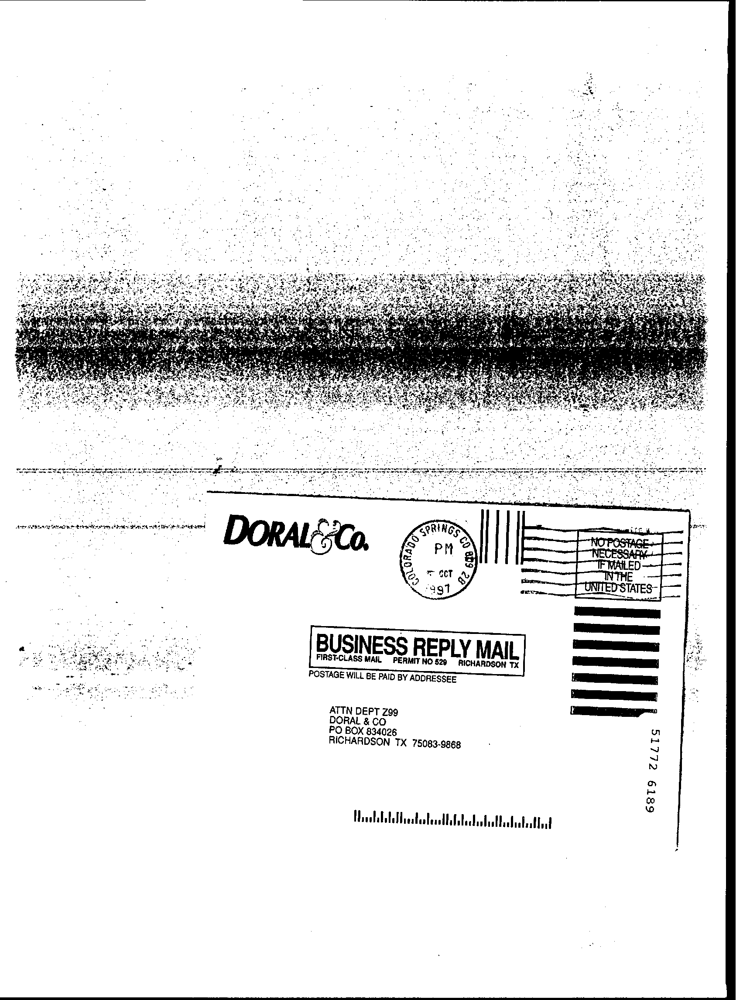 DORAL & CO.
COLORADO SPRINGS CO 809 28
PM
OCT
1997
NO POSTAGE
NECESSARY
IF MAILED
IN THE
UNITED STATES
BUSINESS REPLY MAIL
FIRST-CLASS MAIL PERMIT NO 529 RICHARDSON TX
POSTAGE WILL BE PAID BY ADDRESSEE
ATTN DEPT Z99
DORAL & CO
PO BOX 834026
RICHARDSON TX 75083-9868
51772 6189